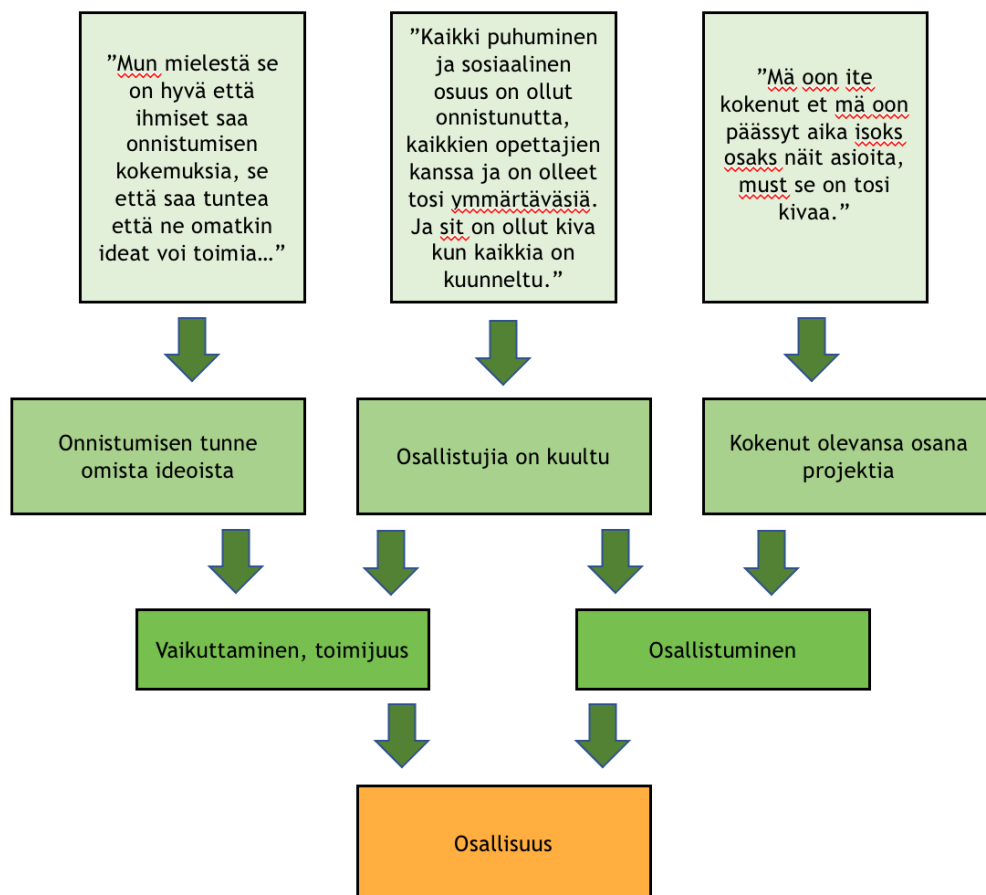 ”Mun mielestä se
on hyvä että
ihmiset saa
onnistumisen
kokemuksia, se
että saa tuntea
että ne omatkin
ideat voi toimia…”
”Kaikki puhuminen
ja sosiaalinen
osuus on ollut
onnistunutta,
kaikkien opettajien
kanssa ja on olleet
tosi ymmärtäväsiä.
Ja sit on ollut kiva
kun kaikkia on
kuunneltu.”
”Mä oon ite
kokenut et mä oon
päässyt aika isoks
osaks näit asioita,
must se on tosi
kivaa.”
Onnistumisen tunne
omista ideoista
Osallistujia on kuultu
Kokenut olevansa osana
projektia
Vaikuttaminen, toimijuus
Osallistuminen
Osallisuus